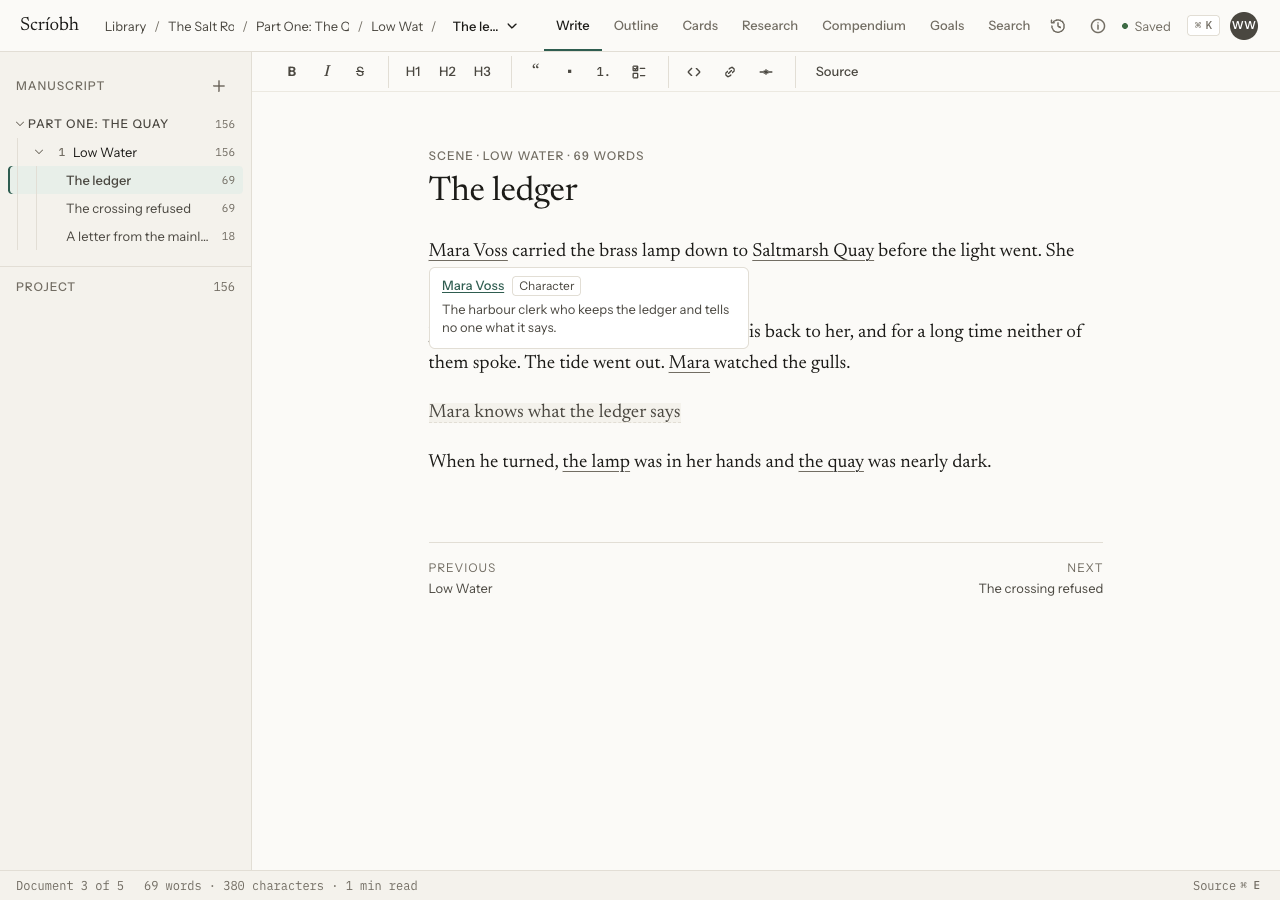 Scríobh Library / The Salt Ro / Part One: The Q / Low Wat / The le... Write Outline Cards Research Compendium Goals Search Saved ⌘ K WW
B I S H1 H2 H3 “ ▪ 1. Source
MANUSCRIPT
PART ONE: THE QUAY 156
1 Low Water 156
The ledger 69
The crossing refused 69
A letter from the mainl... 18
PROJECT 156
SCENE · LOW WATER · 69 WORDS
The ledger
Mara Voss carried the brass lamp down to Saltmarsh Quay before the light went. She
Mara Voss Character
The harbour clerk who keeps the ledger and tells
no one what it says.
is back to her, and for a long time neither of
them spoke. The tide went out. Mara watched the gulls.
Mara knows what the ledger says
When he turned, the lamp was in her hands and the quay was nearly dark.
PREVIOUS NEXT
Low Water The crossing refused
Document 3 of 5 69 words · 380 characters · 1 min read Source ⌘ E